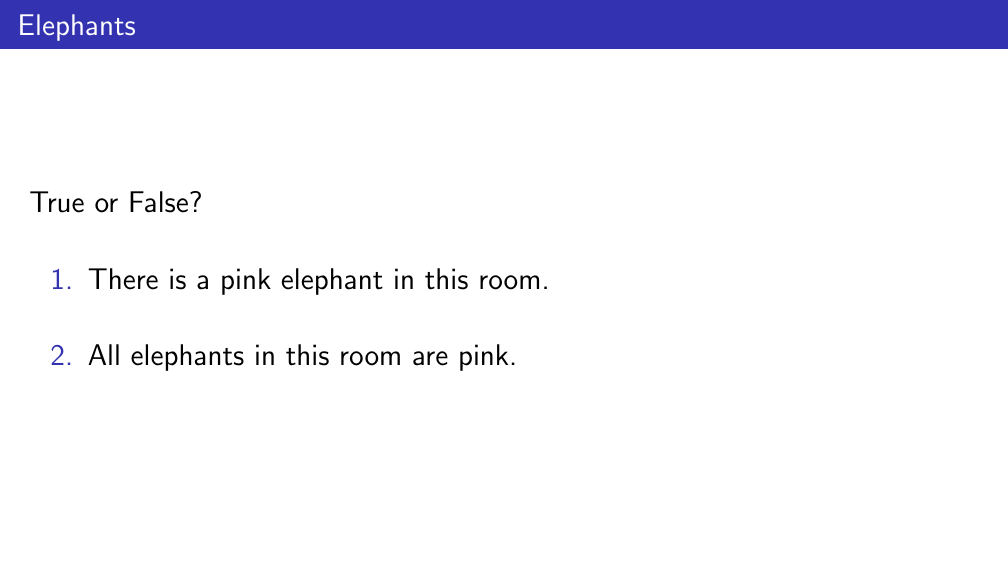 Elephants
True or False?
1. There is a pink elephant in this room.
2. All elephants in this room are pink.